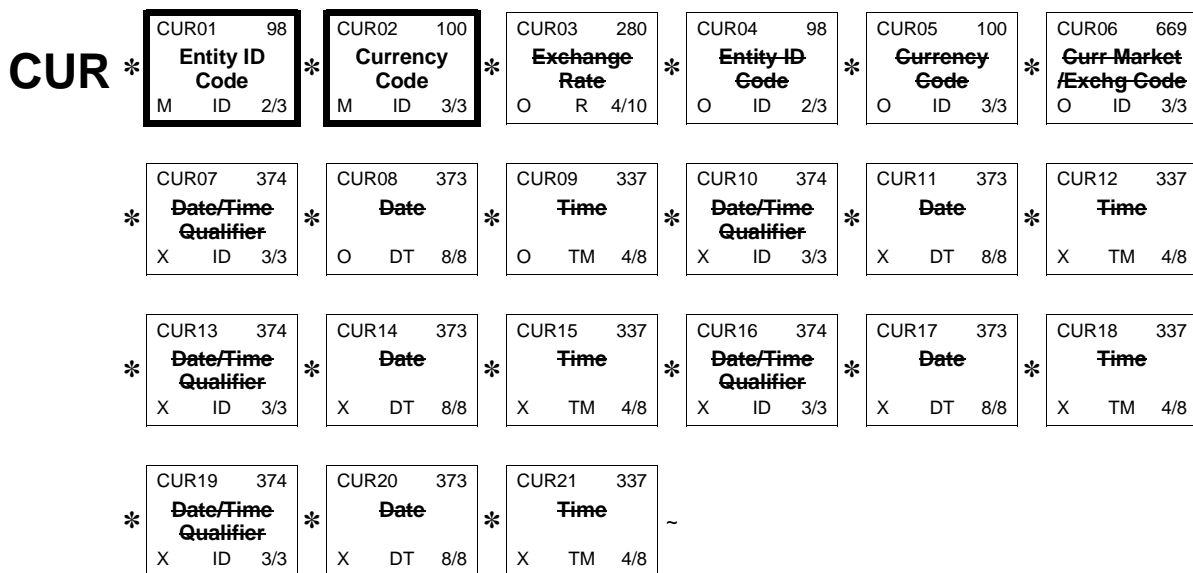 CUR * CUR01 98 Entity ID Code M ID 2/3 * CUR02 100 Currency Code M ID 3/3 * CUR03 280 Exchange Rate O R 4/10 * CUR04 98 Entity ID Code O ID 2/3 * CUR05 100 Currency Code O ID 3/3 * CUR06 669 Curr Market /Exchg Code O ID 3/3
* CUR07 374 Date/Time Qualifier X ID 3/3 * CUR08 373 Date O DT 8/8 * CUR09 337 Time O TM 4/8 * CUR10 374 Date/Time Qualifier X ID 3/3 * CUR11 373 Date X DT 8/8 * CUR12 337 Time X TM 4/8
* CUR13 374 Date/Time Qualifier X ID 3/3 * CUR14 373 Date X DT 8/8 * CUR15 337 Time X TM 4/8 * CUR16 374 Date/Time Qualifier X ID 3/3 * CUR17 373 Date X DT 8/8 * CUR18 337 Time X TM 4/8
* CUR19 374 Date/Time Qualifier X ID 3/3 * CUR20 373 Date X DT 8/8 * CUR21 337 Time X TM 4/8 ~